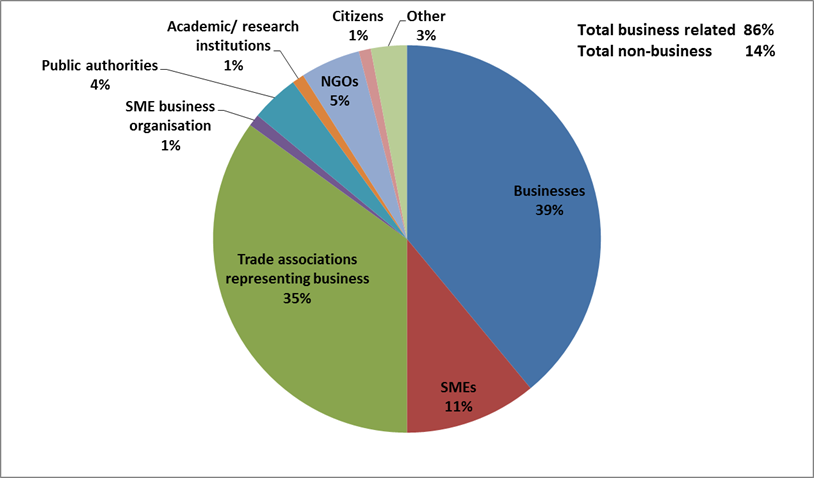 Citizens
1%
Other
3%
Total business related 86%
Total non-business 14%
Academic/ research
institutions
1%
Public authorities
4%
NGOs
5%
SME business
organisation
1%
Businesses
39%
Trade associations
representing business
35%
SMEs
11%